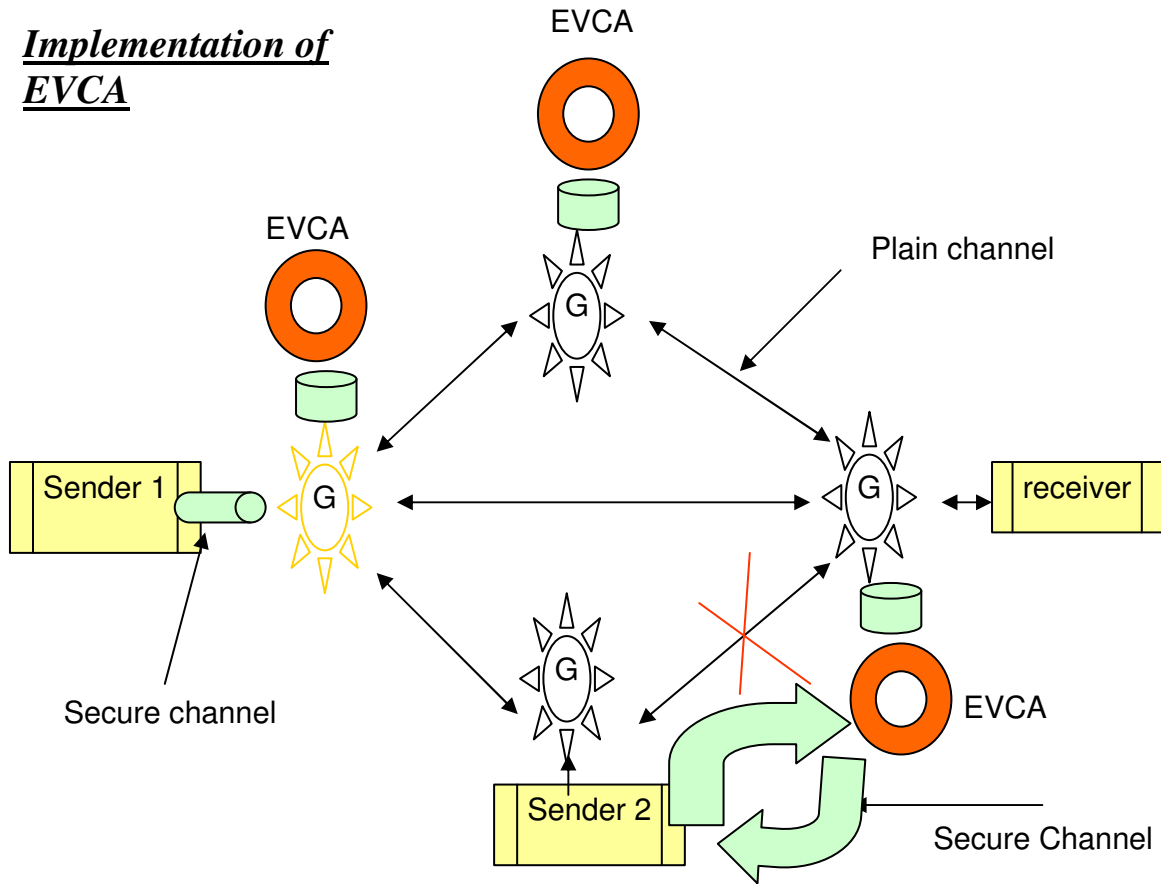 Implementation of
EVCA
EVCA
EVCA
Plain channel
G
G
Sender 1
G
receiver
G
Secure channel
EVCA
Sender 2
Secure Channel